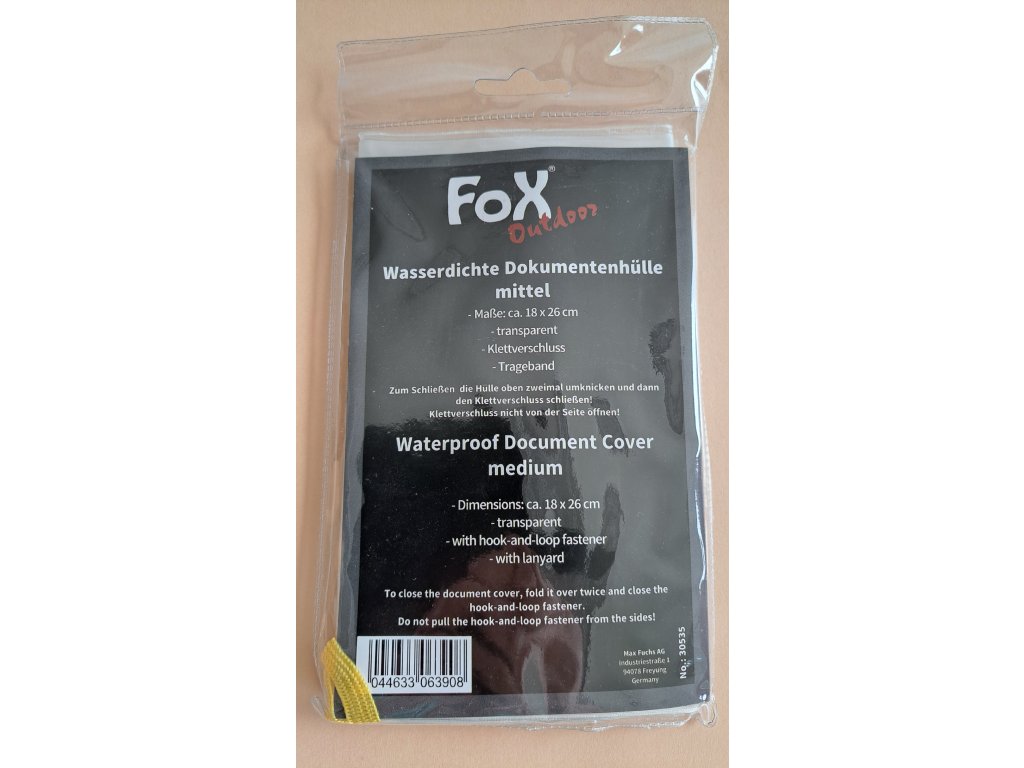 FoX®
Outdoor
Wasserdichte Dokumentenhülle
mittel
- Maße: ca. 18 x 26 cm
- transparent
- Klettverschluss
- Trageband
Zum Schließen die Hülle oben zweimal umknicken und dann
den Klettverschluss schließen!
Klettverschluss nicht von der Seite öffnen!
Waterproof Document Cover
medium
- Dimensions: ca. 18 x 26 cm
- transparent
- with hook-and-loop fastener
- with lanyard
To close the document cover, fold it over twice and close the
hook-and-loop fastener.
Do not pull the hook-and-loop fastener from the sides!
044633 063908
Max Fuchs AG
Industriestraße 1
94078 Freyung
Germany
No.: 30535